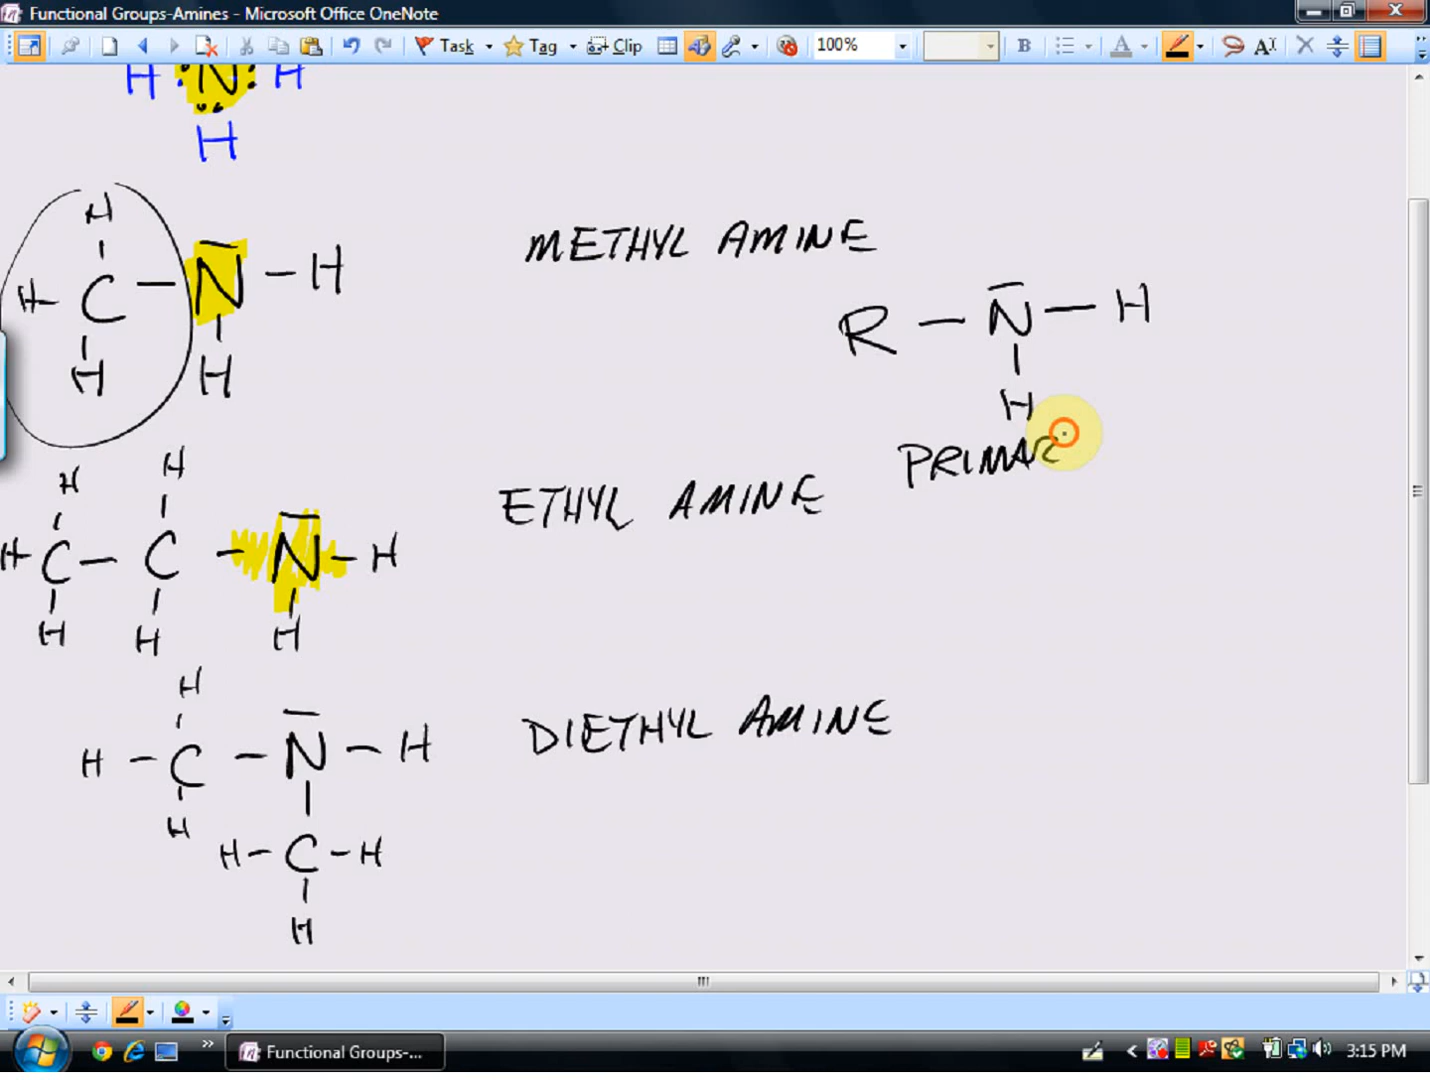 Functional Groups-Amines - Microsoft Office OneNote
Task Tag Clip 100% B A A
H N H
H
H
H C N H
H H
METHYL AMINE
R N H
H
PRIMAR
H H
H C C N H
H H H
ETHYL AMINE
H
H C N H
H
H C H
H
DIETHYL AMINE
Functional Groups-...
3:15 PM